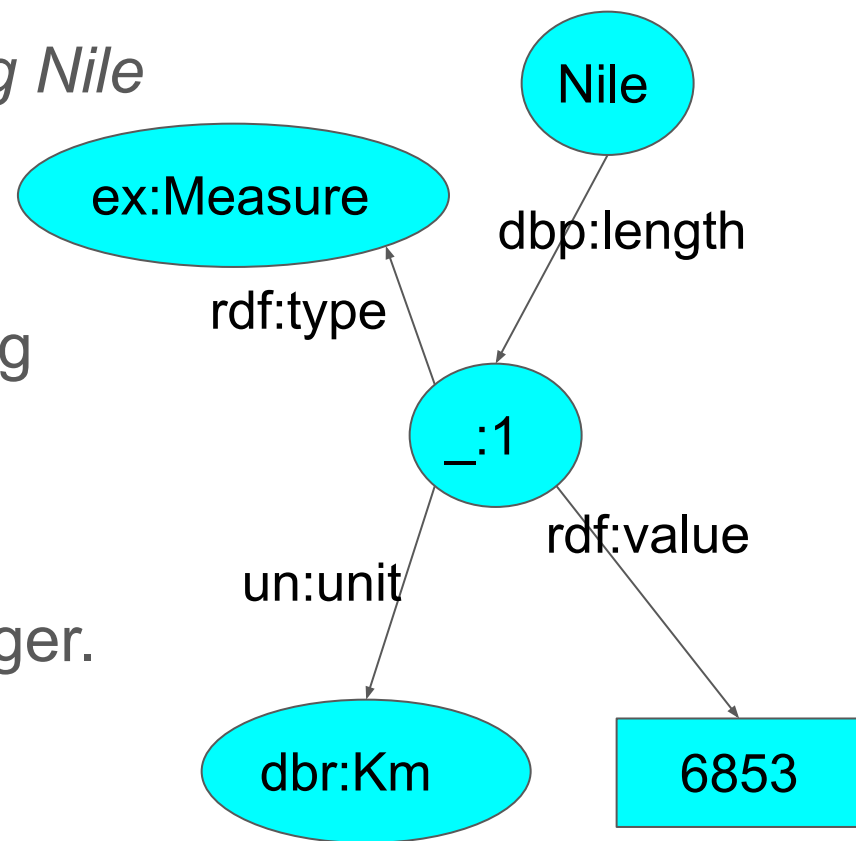 g Nile
Nile
ex:Measure
dbp:length
rdf:type
g
_:1
rdf:value
un:unit
ger.
dbr:Km
6853